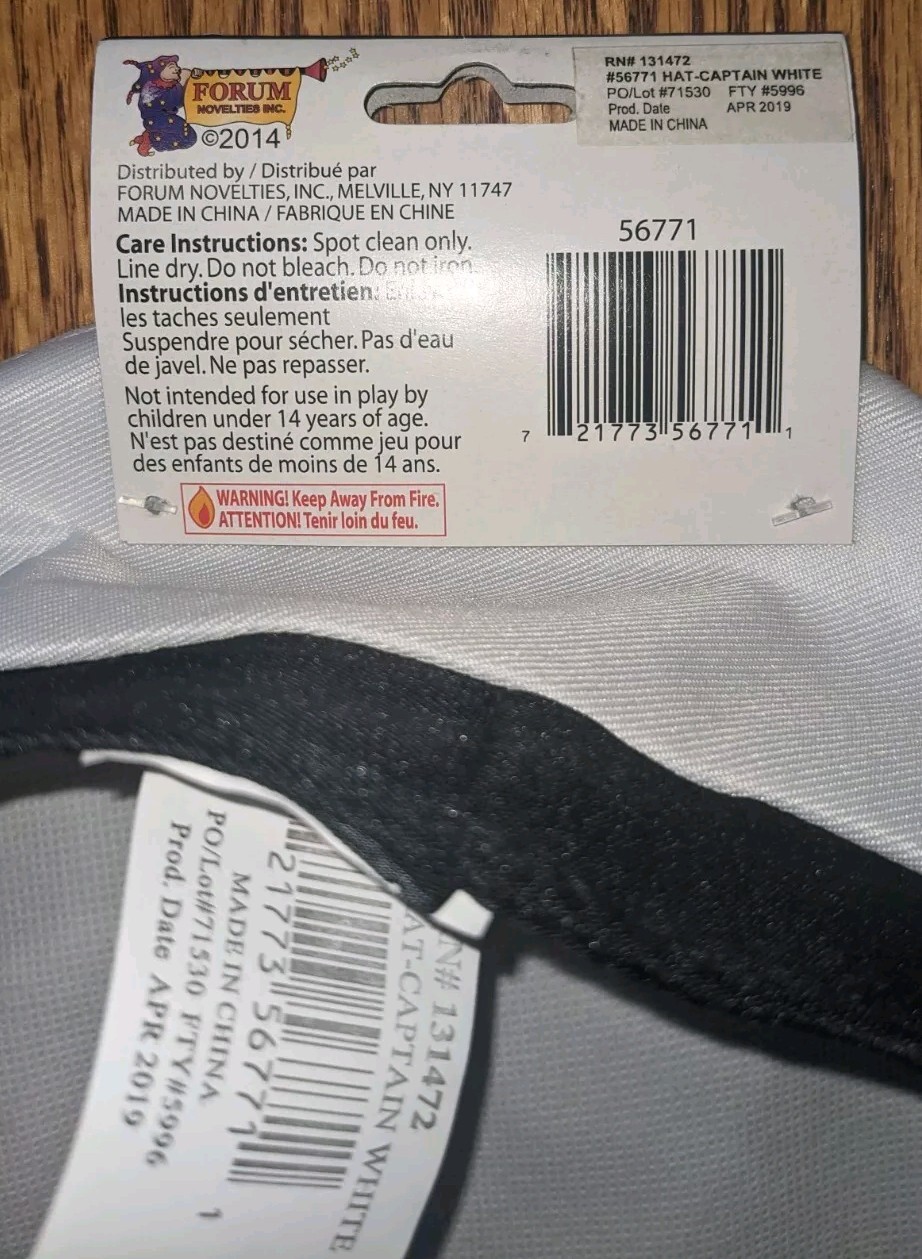 FORUM
NOVELTIES INC.
©2014
RN# 131472
#56771 HAT-CAPTAIN WHITE
PO/Lot #71530 FTY #5996
Prod. Date APR 2019
MADE IN CHINA
Distributed by / Distribué par
FORUM NOVELTIES, INC., MELVILLE, NY 11747
MADE IN CHINA / FABRIQUE EN CHINE
Care Instructions: Spot clean only.
Line dry. Do not bleach. Do not iron.
Instructions d'entretien:
les taches seulement
Suspendre pour sécher. Pas d'eau
de javel. Ne pas repasser.
Not intended for use in play by
children under 14 years of age.
N'est pas destiné comme jeu pour
des enfants de moins de 14 ans.
WARNING! Keep Away From Fire.
ATTENTION! Tenir loin du feu.
56771
7 21773 56771 1
N# 131472
AT-CAPTAIN WHITE
21773 56771 1
MADE IN CHINA
PO/Lot#71530 FTY#5996
Prod. Date APR 2019